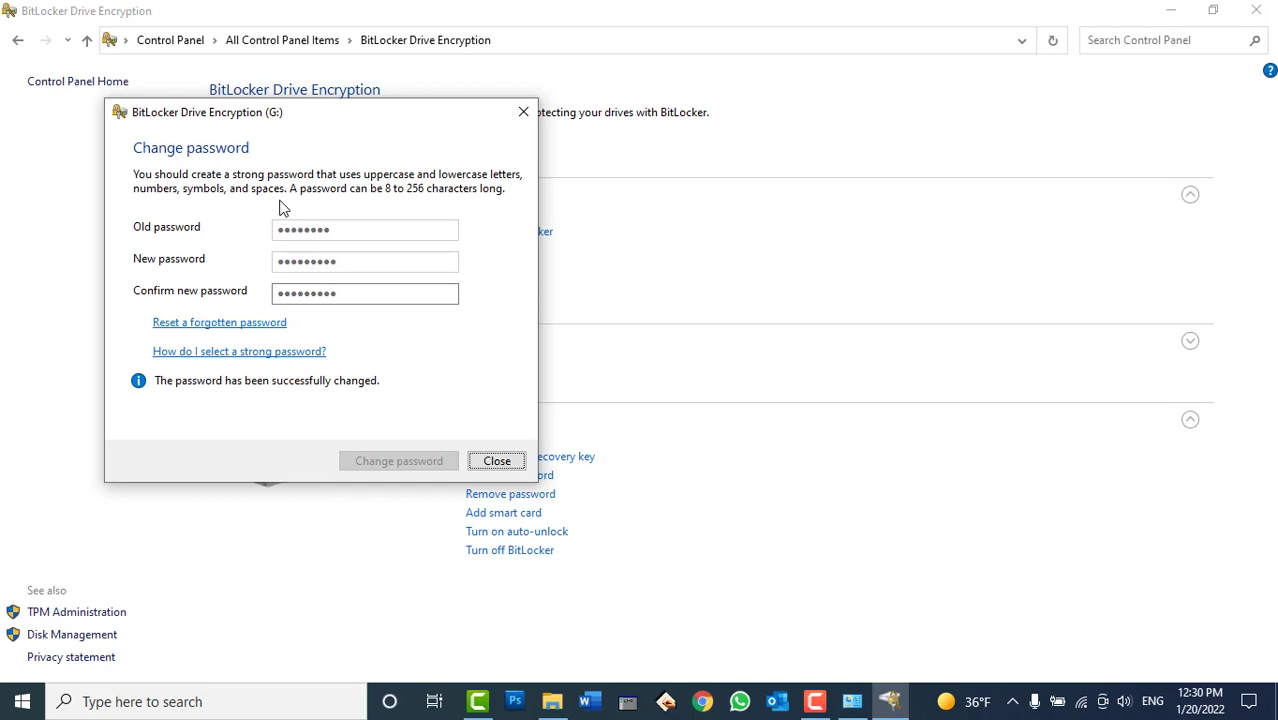 BitLocker Drive Encryption
Control Panel > All Control Panel Items > BitLocker Drive Encryption
Search Control Panel
Control Panel Home
BitLocker Drive Encryption
otecting your drives with BitLocker.
BitLocker Drive Encryption (G:)
Change password
You should create a strong password that uses uppercase and lowercase letters,
numbers, symbols, and spaces. A password can be 8 to 256 characters long.
Old password ●●●●●●●●
New password ●●●●●●●●●
Confirm new password ●●●●●●●●●
Reset a forgotten password
How do I select a strong password?
The password has been successfully changed.
Change password
Close
ker
ecovery key
ord
Remove password
Add smart card
Turn on auto-unlock
Turn off BitLocker
See also
TPM Administration
Disk Management
Privacy statement
Type here to search
Ps
36°F
ENG
12:30 PM
1/20/2022